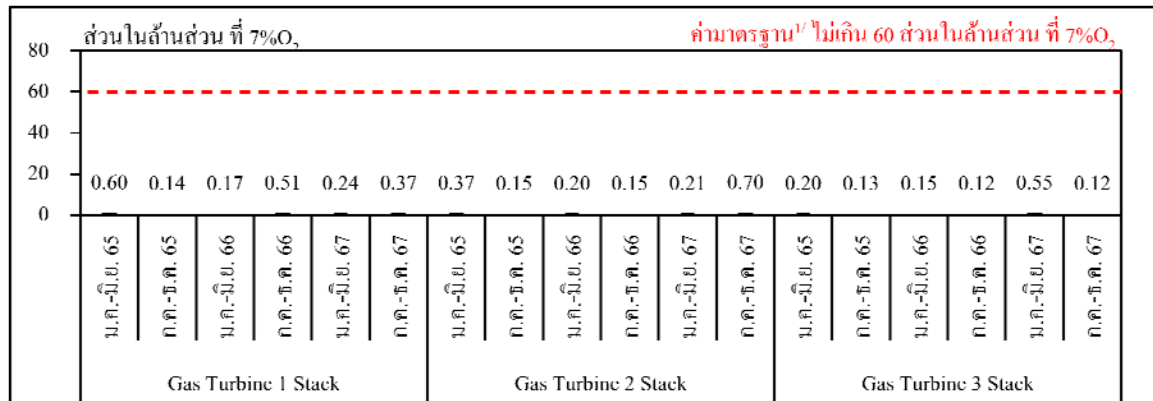 ส่วนในล้านส่วน ที่ 7%O₂
ค่ามาตรฐาน¹/ ไม่เกิน 60 ส่วนในล้านส่วน ที่ 7%O₂
80
60
40
20
0
0.60 0.14 0.17 0.51 0.24 0.37 0.37 0.15 0.20 0.15 0.21 0.70 0.20 0.13 0.15 0.12 0.55 0.12
ม.ค.-มิ.ย. 65
ก.ค.-ธ.ค. 65
ม.ค.-มิ.ย. 66
ก.ค.-ธ.ค. 66
ม.ค.-มิ.ย. 67
ก.ค.-ธ.ค. 67
ม.ค.-มิ.ย. 65
ก.ค.-ธ.ค. 65
ม.ค.-มิ.ย. 66
ก.ค.-ธ.ค. 66
ม.ค.-มิ.ย. 67
ก.ค.-ธ.ค. 67
ม.ค.-มิ.ย. 65
ก.ค.-ธ.ค. 65
ม.ค.-มิ.ย. 66
ก.ค.-ธ.ค. 66
ม.ค.-มิ.ย. 67
ก.ค.-ธ.ค. 67
Gas Turbine 1 Stack
Gas Turbine 2 Stack
Gas Turbine 3 Stack